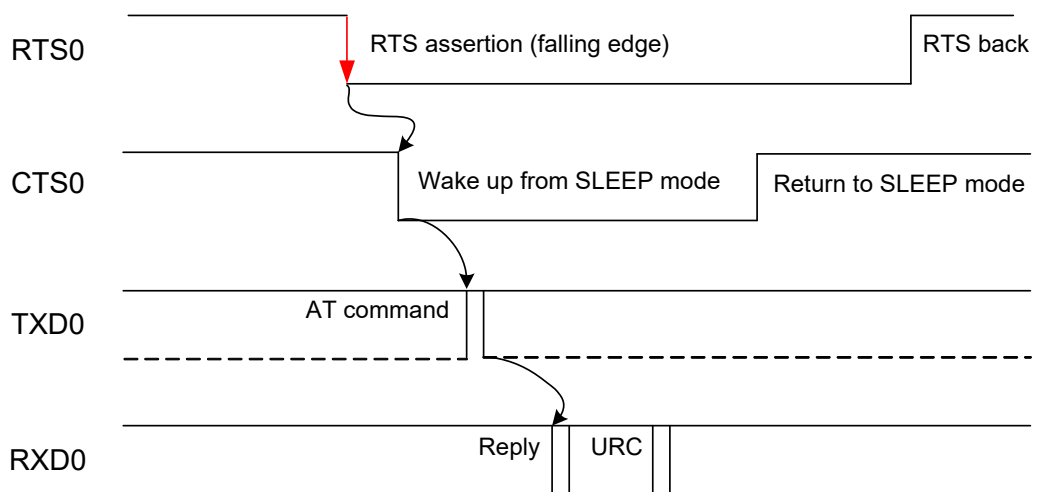 RTS0
RTS assertion (falling edge)
RTS back
CTS0
Wake up from SLEEP mode
Return to SLEEP mode
TXD0
AT command
RXD0
Reply
URC